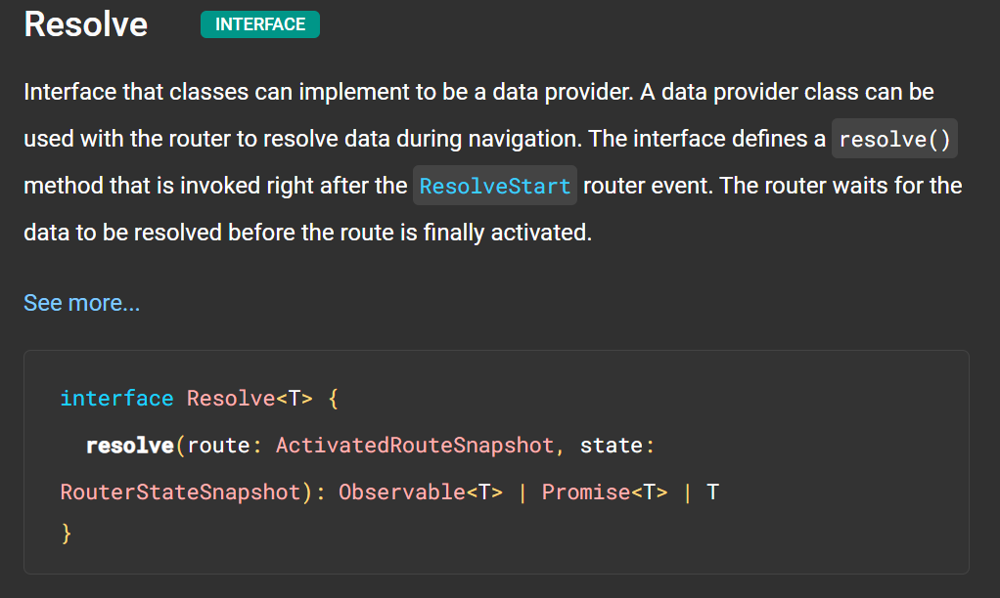 Resolve INTERFACE
Interface that classes can implement to be a data provider. A data provider class can be
used with the router to resolve data during navigation. The interface defines a resolve()
method that is invoked right after the ResolveStart router event. The router waits for the
data to be resolved before the route is finally activated.
See more...
interface Resolve<T> {
  resolve(route: ActivatedRouteSnapshot, state:
RouterStateSnapshot): Observable<T> | Promise<T> | T
}